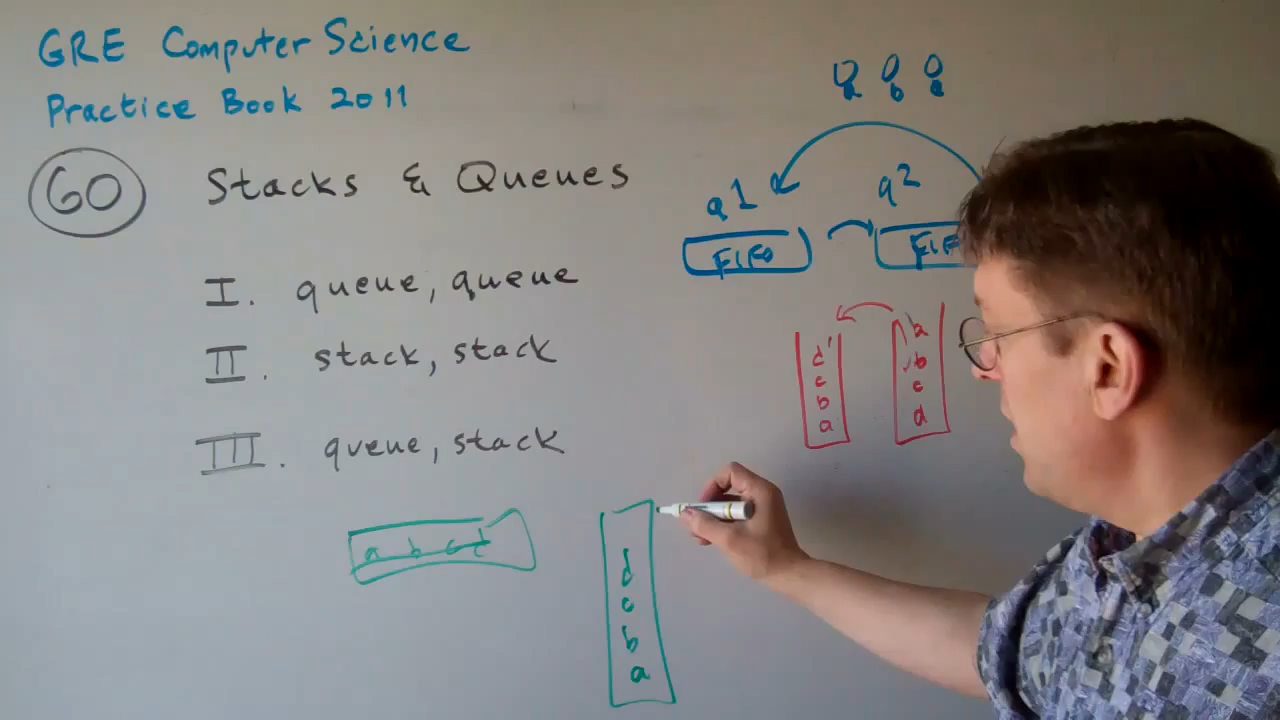 GRE Computer Science
Practice Book 2011
60 Stacks & Queues
I. queue, queue
II. stack, stack
III. queue, stack
a b
q1 q2
FIFO
d'
c
b
a
a
b
c
d
a b c d
d
c
b
a